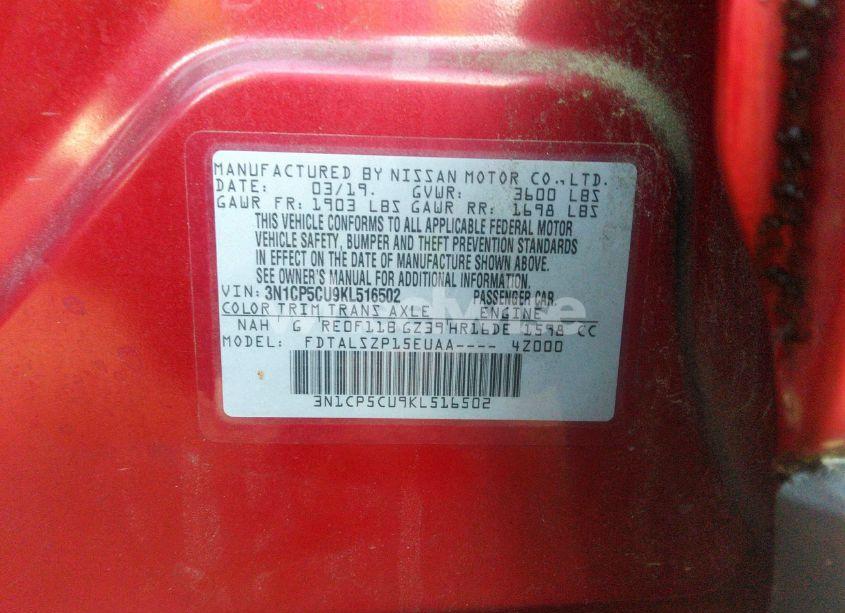 MANUFACTURED BY NISSAN MOTOR CO., LTD.
DATE: 03/19. GVWR: 3600 LBS
GAWR FR: 1903 LBS GAWR RR: 1698 LBS
THIS VEHICLE CONFORMS TO ALL APPLICABLE FEDERAL MOTOR
VEHICLE SAFETY, BUMPER AND THEFT PREVENTION STANDARDS
IN EFFECT ON THE DATE OF MANUFACTURE SHOWN ABOVE.
SEE OWNER'S MANUAL FOR ADDITIONAL INFORMATION.
VIN: 3N1CP5CU9KL516502 PASSENGER CAR.
COLOR TRIM TRANS AXLE ENGINE
NAH G RE0F11B GZ39 HR16DE 1598 CC
MODEL: FDTALSZP15EUAA---- 4Z000
3N1CP5CU9KL516502